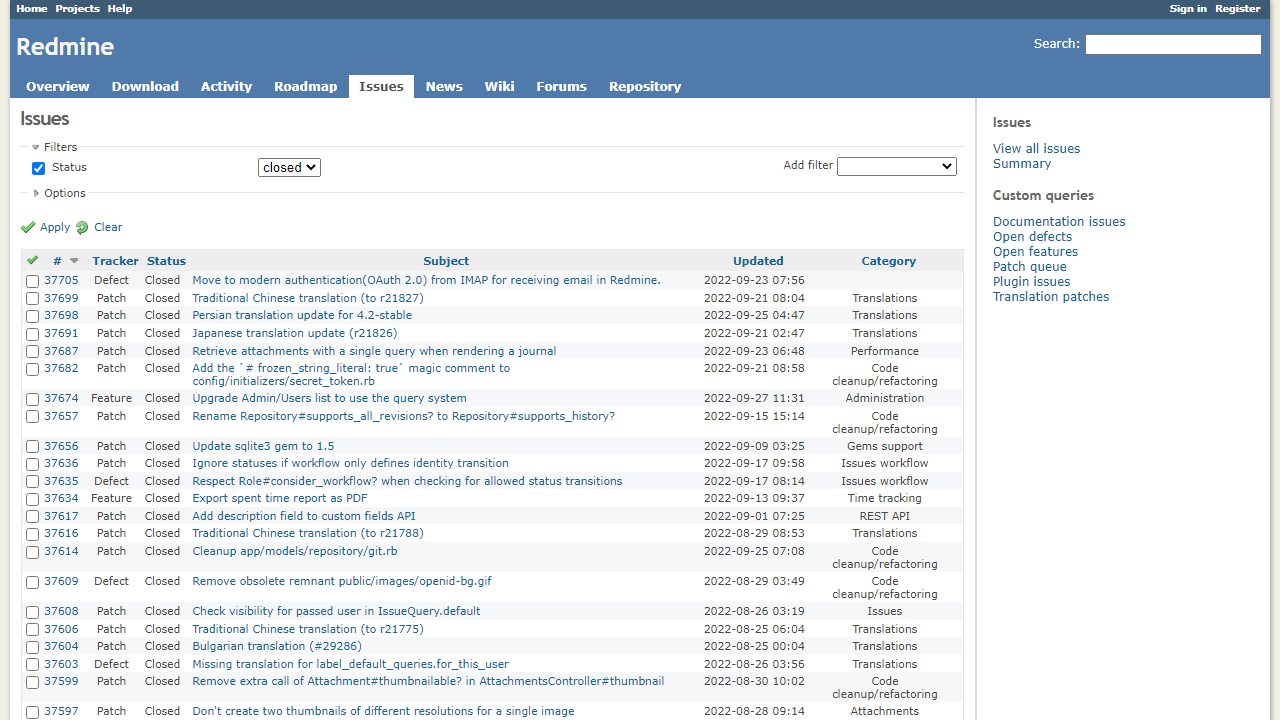 Home Projects Help Sign in Register
Redmine Search:
Overview Download Activity Roadmap Issues News Wiki Forums Repository
Issues
Filters
Status closed Add filter
Options
Apply Clear
# Tracker Status Subject Updated Category
37705 Defect Closed Move to modern authentication(OAuth 2.0) from IMAP for receiving email in Redmine. 2022-09-23 07:56
37699 Patch Closed Traditional Chinese translation (to r21827) 2022-09-21 08:04 Translations
37698 Patch Closed Persian translation update for 4.2-stable 2022-09-25 04:47 Translations
37691 Patch Closed Japanese translation update (r21826) 2022-09-21 02:47 Translations
37687 Patch Closed Retrieve attachments with a single query when rendering a journal 2022-09-23 06:48 Performance
37682 Patch Closed Add the `# frozen_string_literal: true` magic comment to 2022-09-21 08:58 Code
config/initializers/secret_token.rb cleanup/refactoring
37674 Feature Closed Upgrade Admin/Users list to use the query system 2022-09-27 11:31 Administration
37657 Patch Closed Rename Repository#supports_all_revisions? to Repository#supports_history? 2022-09-15 15:14 Code
cleanup/refactoring
37656 Patch Closed Update sqlite3 gem to 1.5 2022-09-09 03:25 Gems support
37636 Patch Closed Ignore statuses if workflow only defines identity transition 2022-09-17 09:58 Issues workflow
37635 Defect Closed Respect Role#consider_workflow? when checking for allowed status transitions 2022-09-17 08:14 Issues workflow
37634 Feature Closed Export spent time report as PDF 2022-09-13 09:37 Time tracking
37617 Patch Closed Add description field to custom fields API 2022-09-01 07:25 REST API
37616 Patch Closed Traditional Chinese translation (to r21788) 2022-08-29 08:53 Translations
37614 Patch Closed Cleanup app/models/repository/git.rb 2022-09-25 07:08 Code
cleanup/refactoring
37609 Defect Closed Remove obsolete remnant public/images/openid-bg.gif 2022-08-29 03:49 Code
cleanup/refactoring
37608 Patch Closed Check visibility for passed user in IssueQuery.default 2022-08-26 03:19 Issues
37606 Patch Closed Traditional Chinese translation (to r21775) 2022-08-25 06:04 Translations
37604 Patch Closed Bulgarian translation (#29286) 2022-08-25 00:04 Translations
37603 Defect Closed Missing translation for label_default_queries.for_this_user 2022-08-26 03:56 Translations
37599 Patch Closed Remove extra call of Attachment#thumbnailable? in AttachmentsController#thumbnail 2022-08-30 10:02 Code
cleanup/refactoring
37597 Patch Closed Don't create two thumbnails of different resolutions for a single image 2022-08-28 09:14 Attachments
Issues
View all issues
Summary
Custom queries
Documentation issues
Open defects
Open features
Patch queue
Plugin issues
Translation patches